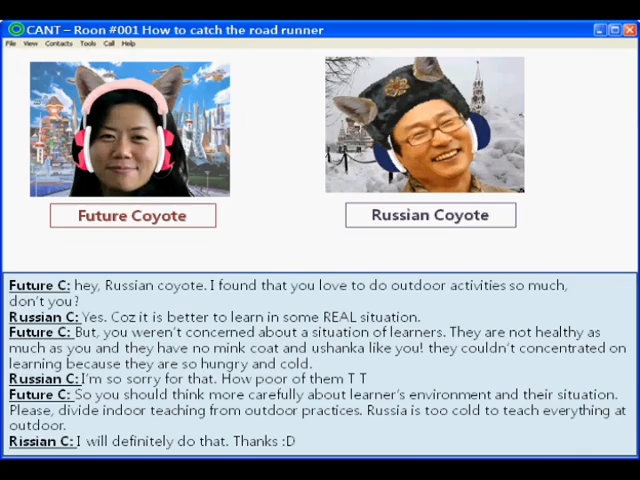 CANT – Roon #001 How to catch the road runner
File View Contacts Tools Call Help
Future Coyote
Russian Coyote
Future C: hey, Russian coyote. I found that you love to do outdoor activities so much,
don't you?
Russian C: Yes. Coz it is better to learn in some REAL situation.
Future C: But, you weren't concerned about a situation of learners. They are not healthy as
much as you and they have no mink coat and ushanka like you! they couldn't concentrated on
learning because they are so hungry and cold.
Russian C: I'm so sorry for that. How poor of them T T
Future C: So you should think more carefully about learner's environment and their situation.
Please, divide indoor teaching from outdoor practices. Russia is too cold to teach everything at
outdoor.
Rissian C: I will definitely do that. Thanks :D